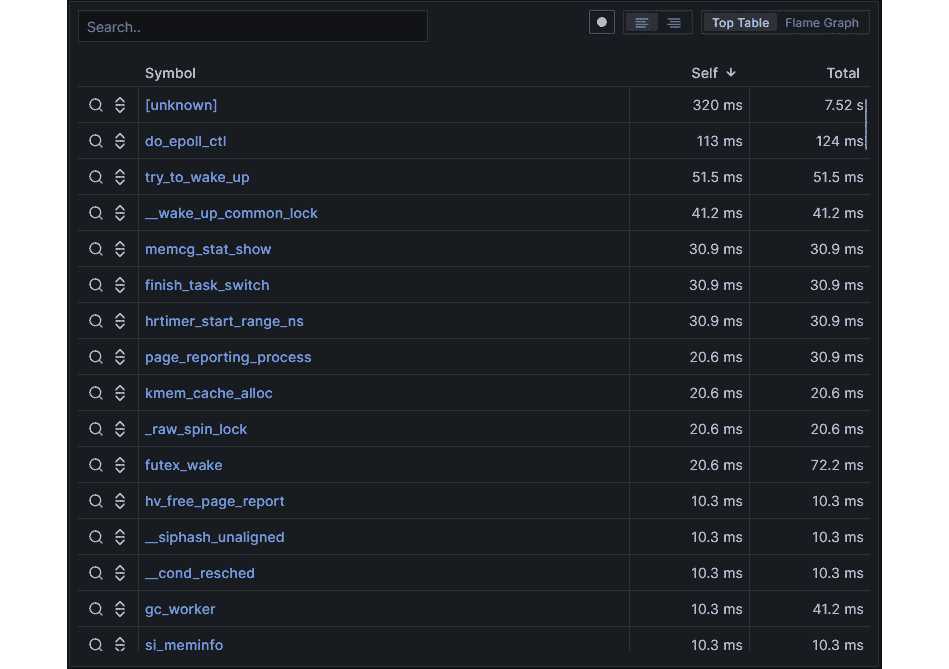 Search..
Top Table Flame Graph
Symbol Self Total
[unknown] 320 ms 7.52 s
do_epoll_ctl 113 ms 124 ms
try_to_wake_up 51.5 ms 51.5 ms
__wake_up_common_lock 41.2 ms 41.2 ms
memcg_stat_show 30.9 ms 30.9 ms
finish_task_switch 30.9 ms 30.9 ms
hrtimer_start_range_ns 30.9 ms 30.9 ms
page_reporting_process 20.6 ms 30.9 ms
kmem_cache_alloc 20.6 ms 20.6 ms
_raw_spin_lock 20.6 ms 20.6 ms
futex_wake 20.6 ms 72.2 ms
hv_free_page_report 10.3 ms 10.3 ms
__siphash_unaligned 10.3 ms 10.3 ms
__cond_resched 10.3 ms 10.3 ms
gc_worker 10.3 ms 41.2 ms
si_meminfo 10.3 ms 10.3 ms